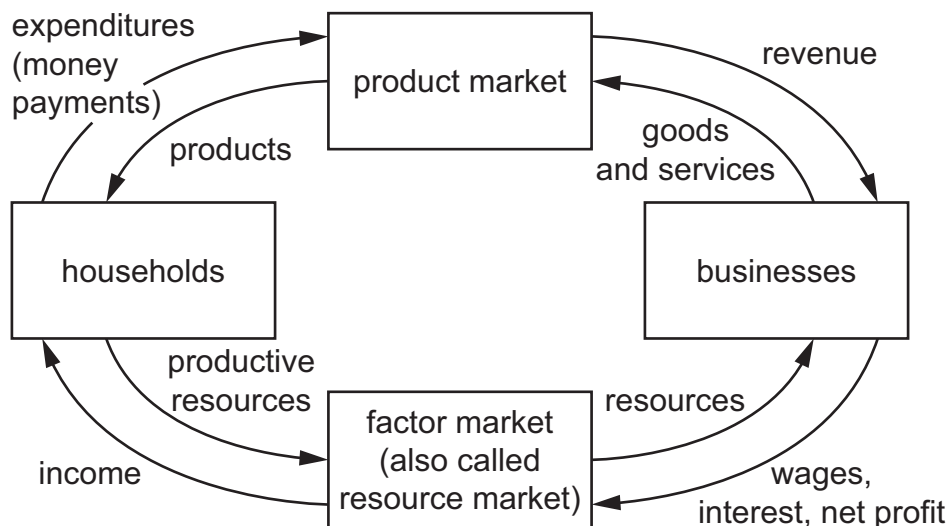 expenditures
(money
payments)
product market
revenue
products
goods
and services
households
businesses
productive
resources
factor market
(also called
resource market)
resources
income
wages,
interest, net profit